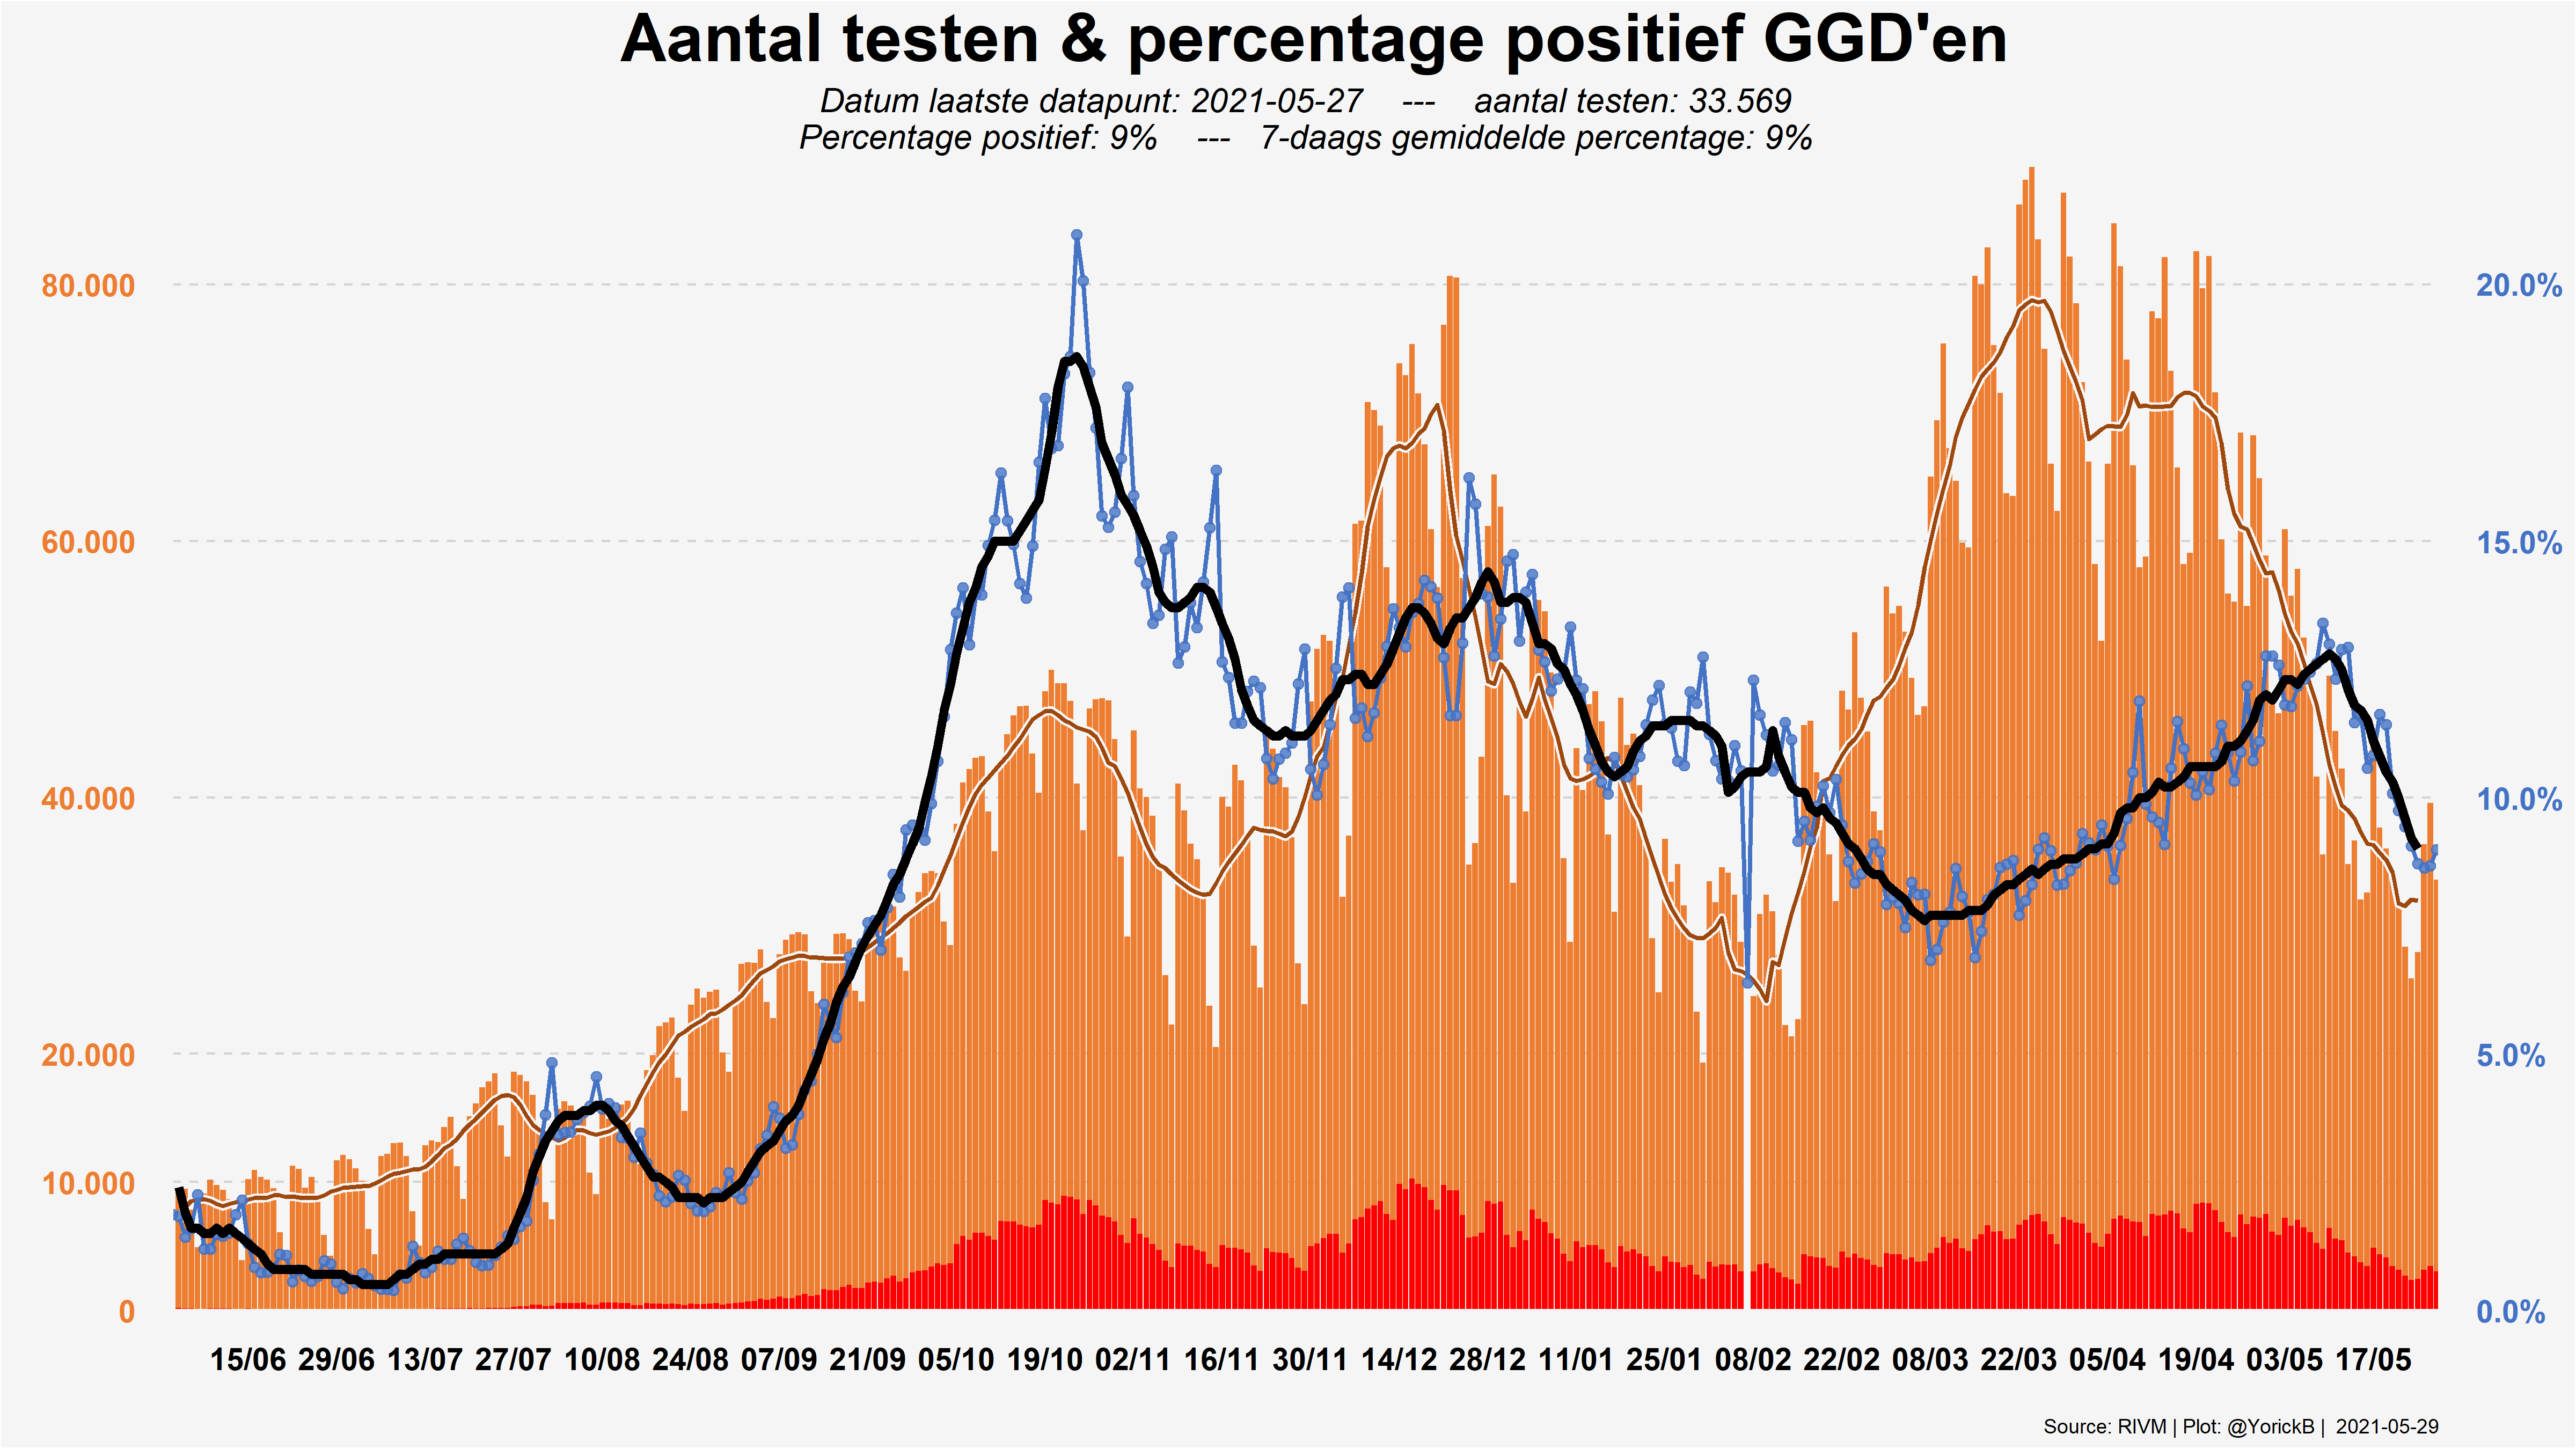 Aantal testen & percentage positief GGD'en
Datum laatste datapunt: 2021-05-27 --- aantal testen: 33.569
Percentage positief: 9% --- 7-daags gemiddelde percentage: 9%
80.000
60.000
40.000
20.000
10.000
0
20.0%
15.0%
10.0%
5.0%
0.0%
15/06 29/06 13/07 27/07 10/08 24/08 07/09 21/09 05/10 19/10 02/11 16/11 30/11 14/12 28/12 11/01 25/01 08/02 22/02 08/03 22/03 05/04 19/04 03/05 17/05
Source: RIVM | Plot: @YorickB | 2021-05-29